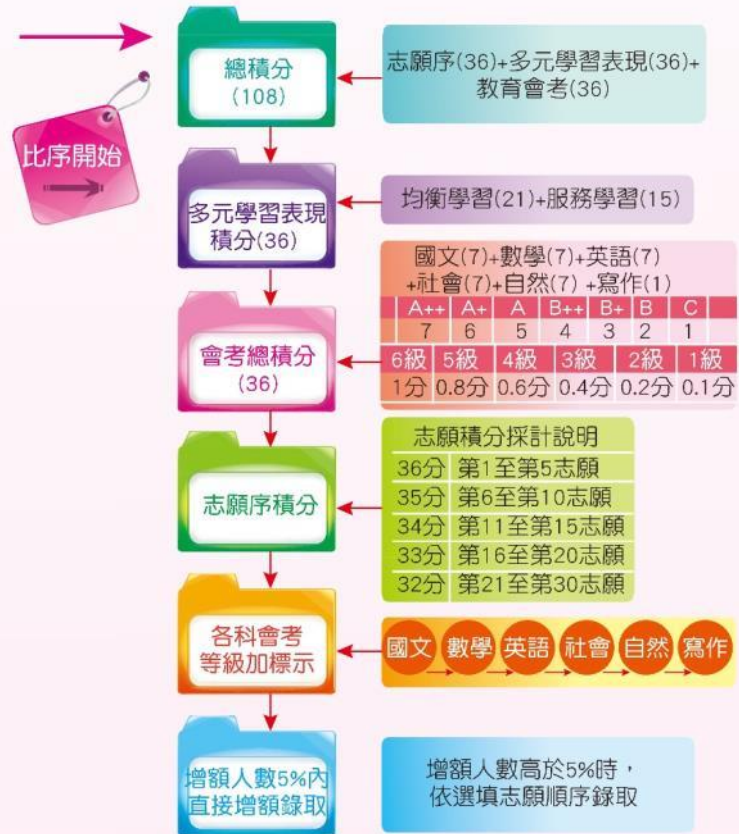 比序開始
總積分
(108)
志願序(36)+多元學習表現(36)+
教育會考(36)
多元學習表現
積分(36)
均衡學習(21)+服務學習(15)
會考總積分
(36)
國文(7)+數學(7)+英語(7)
+社會(7)+自然(7) +寫作(1)
A++ A+ A B++ B+ B C
7 6 5 4 3 2 1
6級 5級 4級 3級 2級 1級
1分 0.8分 0.6分 0.4分 0.2分 0.1分
志願序積分
志願積分採計說明
36分 第1至第5志願
35分 第6至第10志願
34分 第11至第15志願
33分 第16至第20志願
32分 第21至第30志願
各科會考
等級加標示
國文 數學 英語 社會 自然 寫作
增額人數5%內
直接增額錄取
增額人數高於5%時，
依選填志願順序錄取